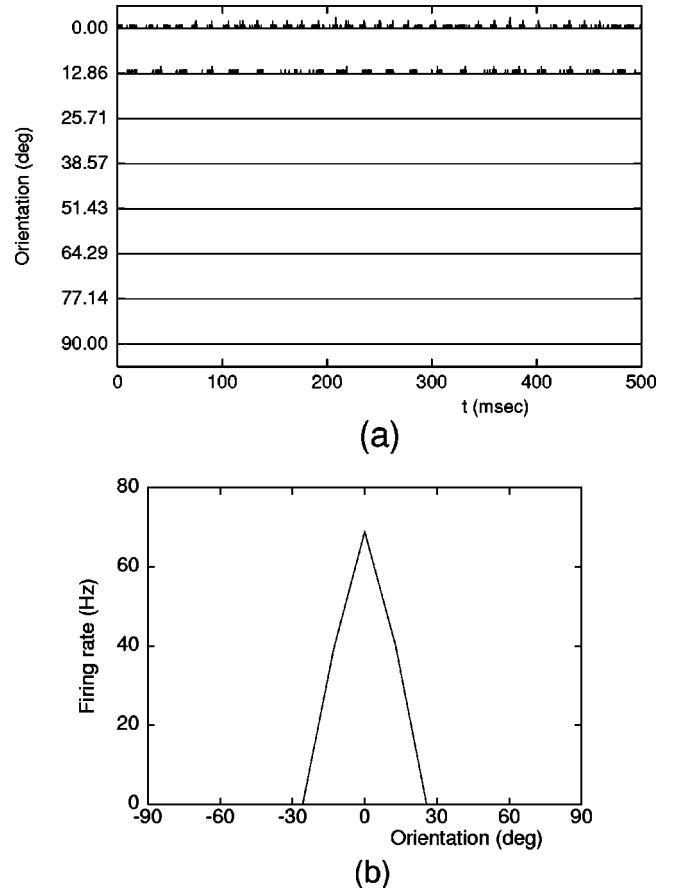 0.00
12.86
25.71
38.57
51.43
64.29
77.14
90.00
Orientation (deg)
0 100 200 300 400 500
t (msec)
(a)
80
60
40
20
0
Firing rate (Hz)
-90 -60 -30 0 30 60 90
Orientation (deg)
(b)